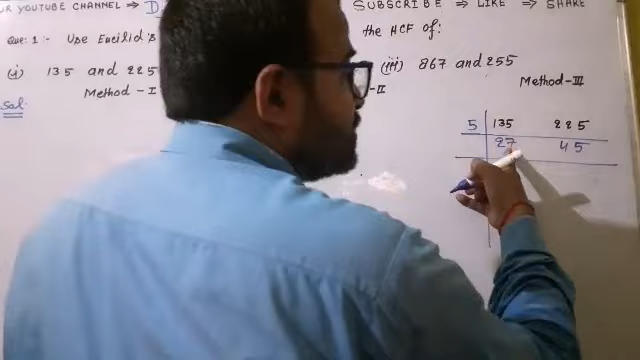 UR YOUTUBE CHANNEL ⇒ D SUBSCRIBE ⇒ LIKE ⇒ SHARE
Que: 1:- Use Euclid's the HCF of:
(i) 135 and 225 (iii) 867 and 255
Method - I - II Method - III
Sol:
5 135 225
27 45